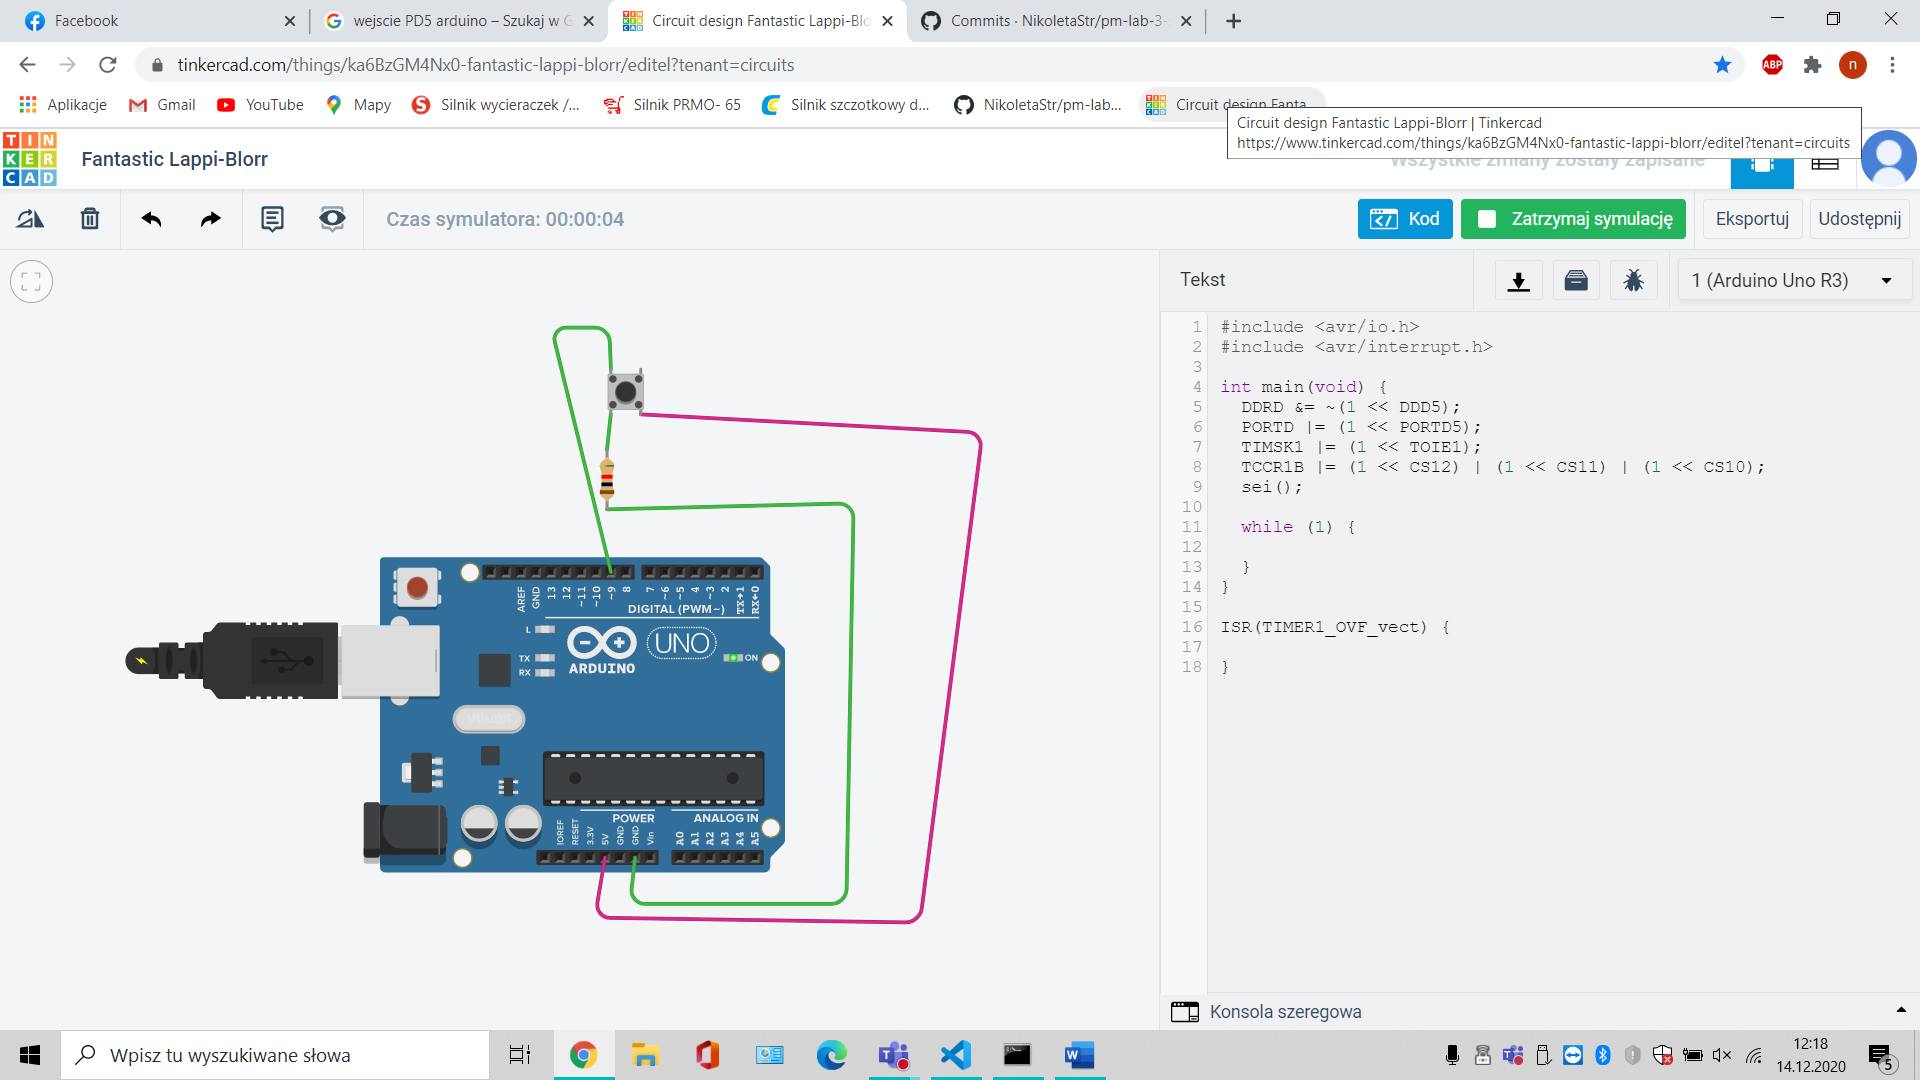 Facebook
wejscie PD5 arduino – Szukaj w G
Circuit design Fantastic Lappi-Blo
Commits · NikoletaStr/pm-lab-3-
tinkercad.com/things/ka6BzGM4Nx0-fantastic-lappi-blorr/editel?tenant=circuits
ABP
n
Aplikacje
Gmail
YouTube
Mapy
Silnik wycieraczek /...
Silnik PRMO- 65
Silnik szczotkowy d...
NikoletaStr/pm-lab...
Circuit design Fanta
Circuit design Fantastic Lappi-Blorr | Tinkercad
https://www.tinkercad.com/things/ka6BzGM4Nx0-fantastic-lappi-blorr/editel?tenant=circuits
TINKERCAD
Fantastic Lappi-Blorr
Wszystkie zmiany zostały zapisane
Czas symulatora: 00:00:04
Kod
Zatrzymaj symulację
Eksportuj
Udostępnij
Tekst
1 (Arduino Uno R3)
1 #include <avr/io.h>
2 #include <avr/interrupt.h>
3
4 int main(void) {
5 DDRD &= ~(1 << DDD5);
6 PORTD |= (1 << PORTD5);
7 TIMSK1 |= (1 << TOIE1);
8 TCCR1B |= (1 << CS12) | (1 << CS11) | (1 << CS10);
9 sei();
10
11 while (1) {
12
13 }
14 }
15
16 ISR(TIMER1_OVF_vect) {
17
18 }
AREF GND 13 12 ~11 ~10 ~9 8 7 ~6 ~5 4 ~3 2 TX→1 RX←0
DIGITAL (PWM~)
L
TX
RX
ARDUINO
UNO
ON
POWER
ANALOG IN
IOREF RESET 3.3V 5V GND GND Vin A0 A1 A2 A3 A4 A5
Konsola szeregowa
Wpisz tu wyszukiwane słowa
12:18
14.12.2020
5